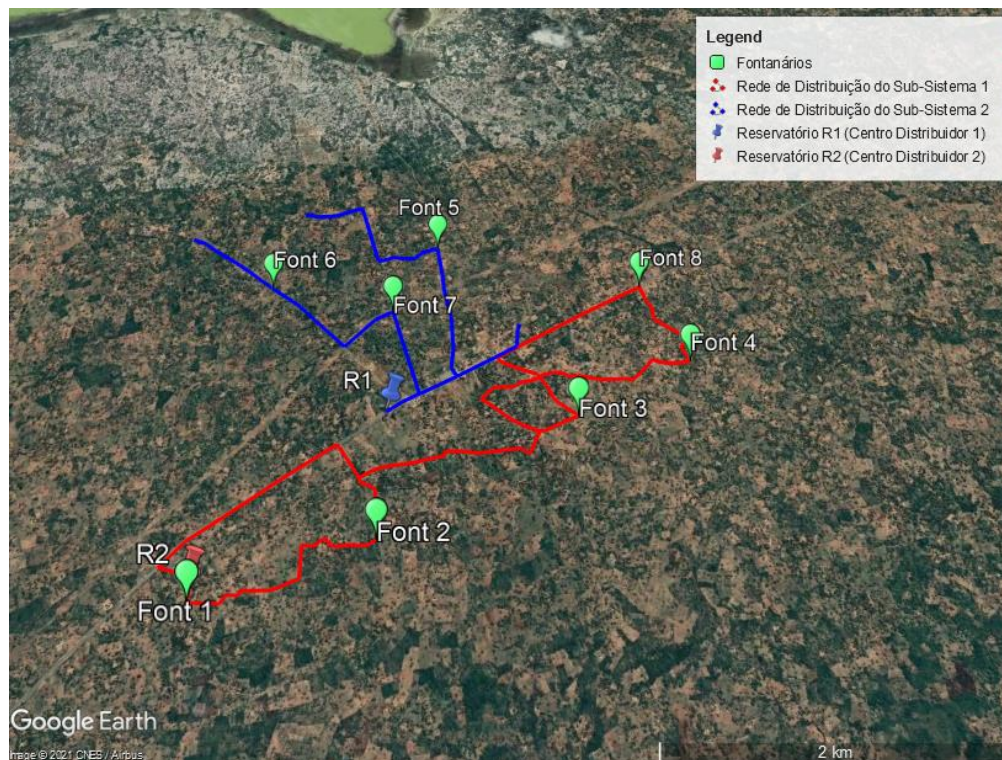 Legend
Fontanários
Rede de Distribuição do Sub-Sistema 1
Rede de Distribuição do Sub-Sistema 2
Reservatório R1 (Centro Distribuidor 1)
Reservatório R2 (Centro Distribuidor 2)
Font 5
Font 6
Font 8
Font 7
Font 4
R1
Font 3
Font 2
R2
Font 1
Google Earth
Image © 2021 CNES / Airbus
2 km